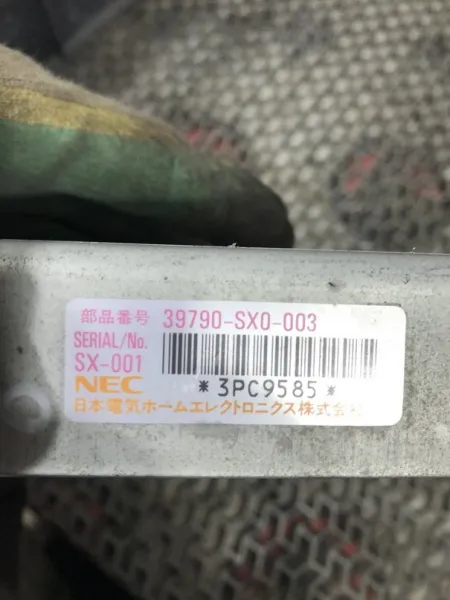 部品番号 39790-SX0-003
SERIAL/No.
SX-001
NEC *3PC9585*
日本電気ホームエレクトロニクス株式会社